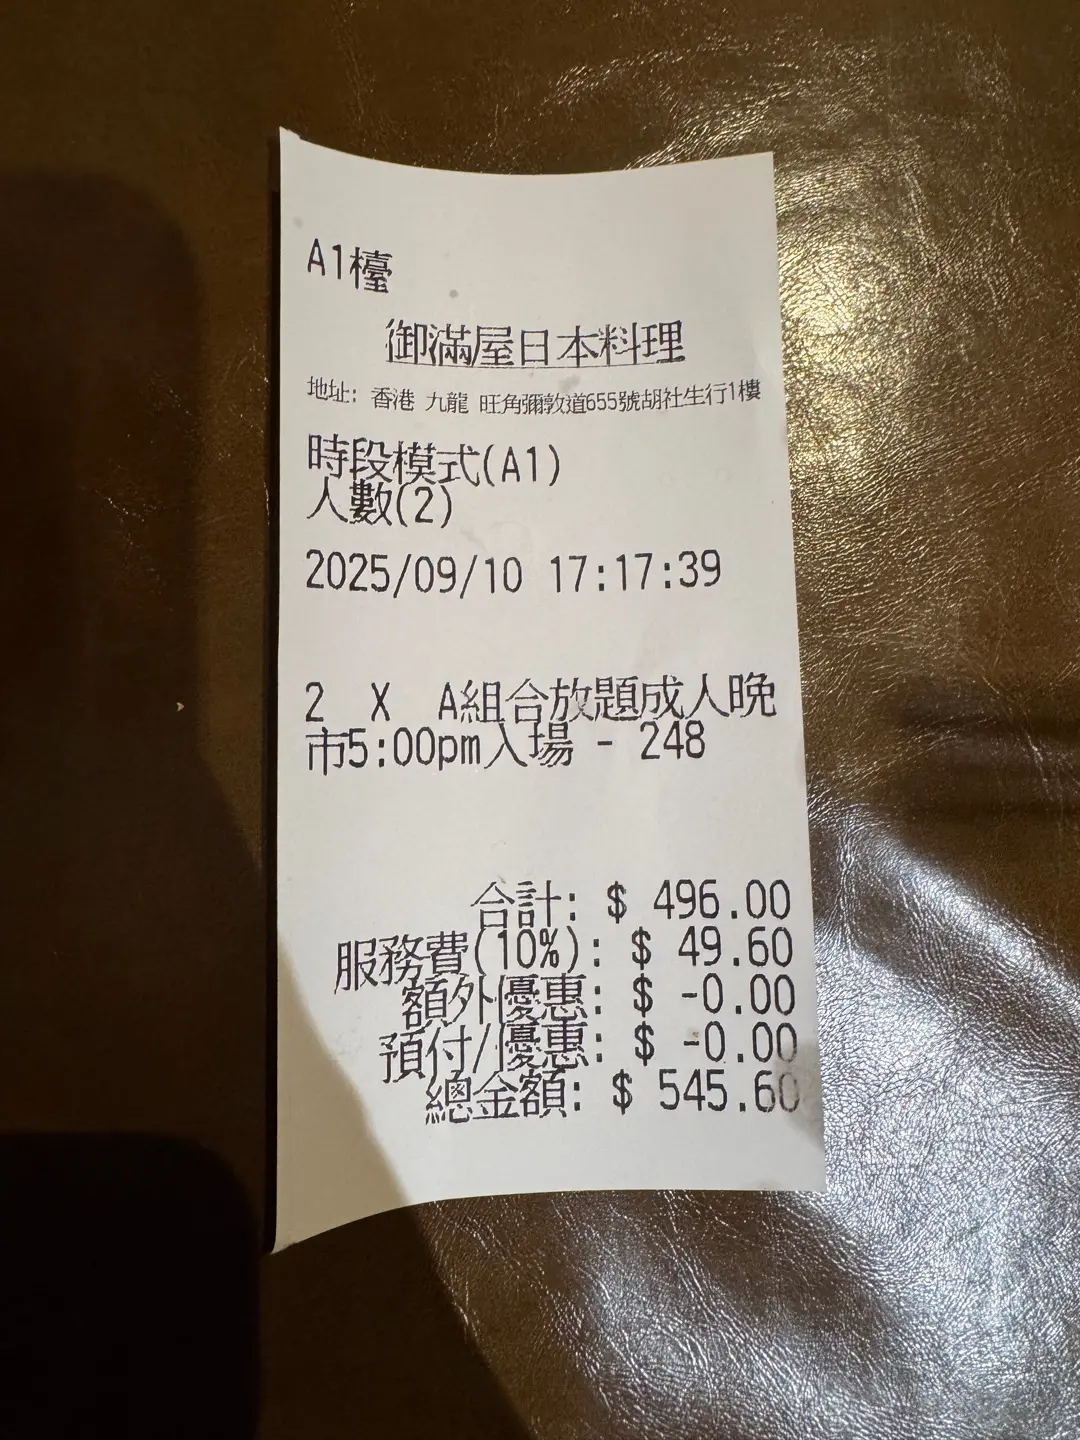 A1檯
御滿屋日本料理
地址: 香港 九龍 旺角彌敦道655號胡社生行1樓
時段模式(A1)
人數(2)
2025/09/10 17:17:39
2 X A組合放題成人晚
市5:00pm入場 - 248
合計: $ 496.00
服務費(10%): $ 49.60
額外優惠: $ -0.00
預付/優惠: $ -0.00
總金額: $ 545.60